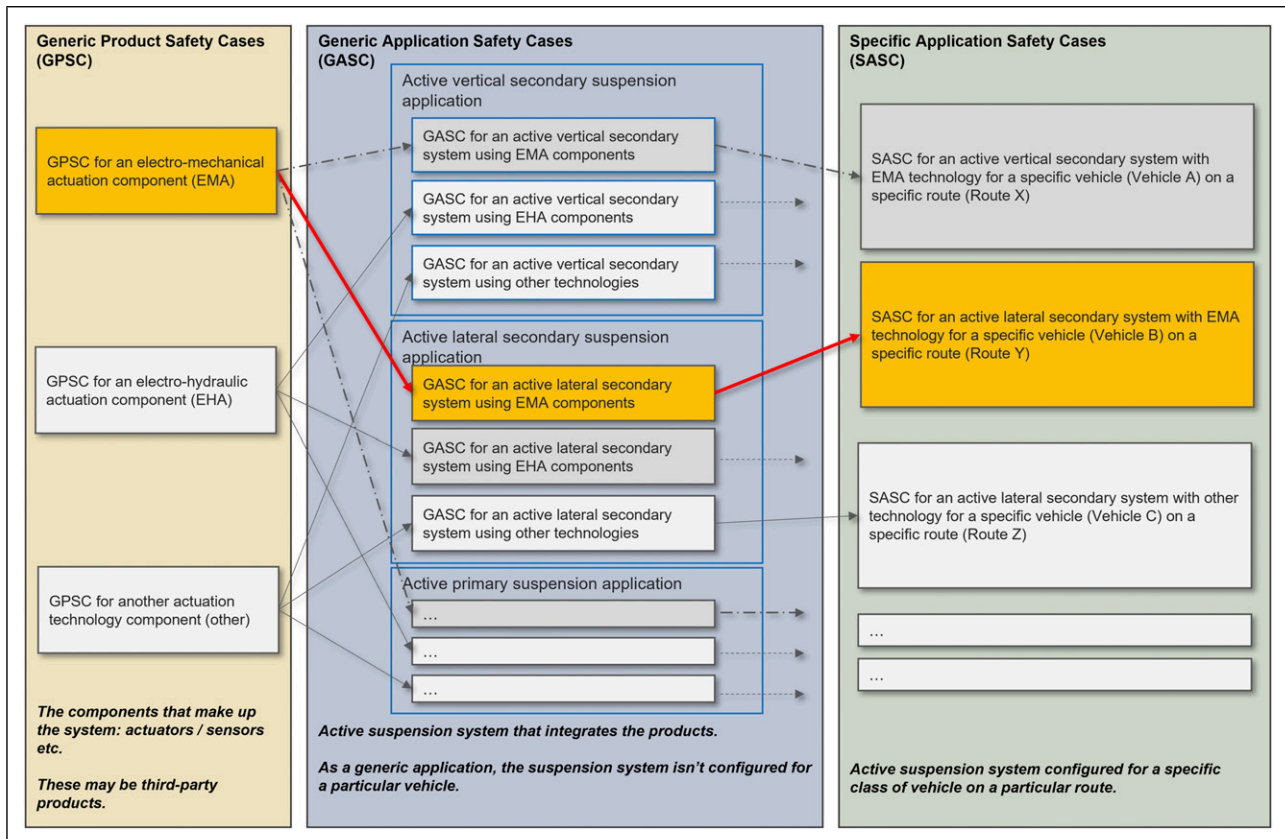 Generic Product Safety Cases
(GPSC)
GPSC for an electro-mechanical
actuation component (EMA)
GPSC for an electro-hydraulic
actuation component (EHA)
GPSC for another actuation
technology component (other)
The components that make up
the system: actuators / sensors
etc.
These may be third-party
products.
Generic Application Safety Cases
(GASC)
Active vertical secondary suspension
application
GASC for an active vertical secondary
system using EMA components
GASC for an active vertical secondary
system using EHA components
GASC for an active vertical secondary
system using other technologies
Active lateral secondary suspension
application
GASC for an active lateral secondary
system using EMA components
GASC for an active lateral secondary
system using EHA components
GASC for an active lateral secondary
system using other technologies
Active primary suspension application
...
...
...
Active suspension system that integrates the products.
As a generic application, the suspension system isn't configured for
a particular vehicle.
Specific Application Safety Cases
(SASC)
SASC for an active vertical secondary system with
EMA technology for a specific vehicle (Vehicle A) on
a specific route (Route X)
SASC for an active lateral secondary system with EMA
technology for a specific vehicle (Vehicle B) on a
specific route (Route Y)
SASC for an active lateral secondary system with other
technology for a specific vehicle (Vehicle C) on a
specific route (Route Z)
...
...
Active suspension system configured for a specific
class of vehicle on a particular route.